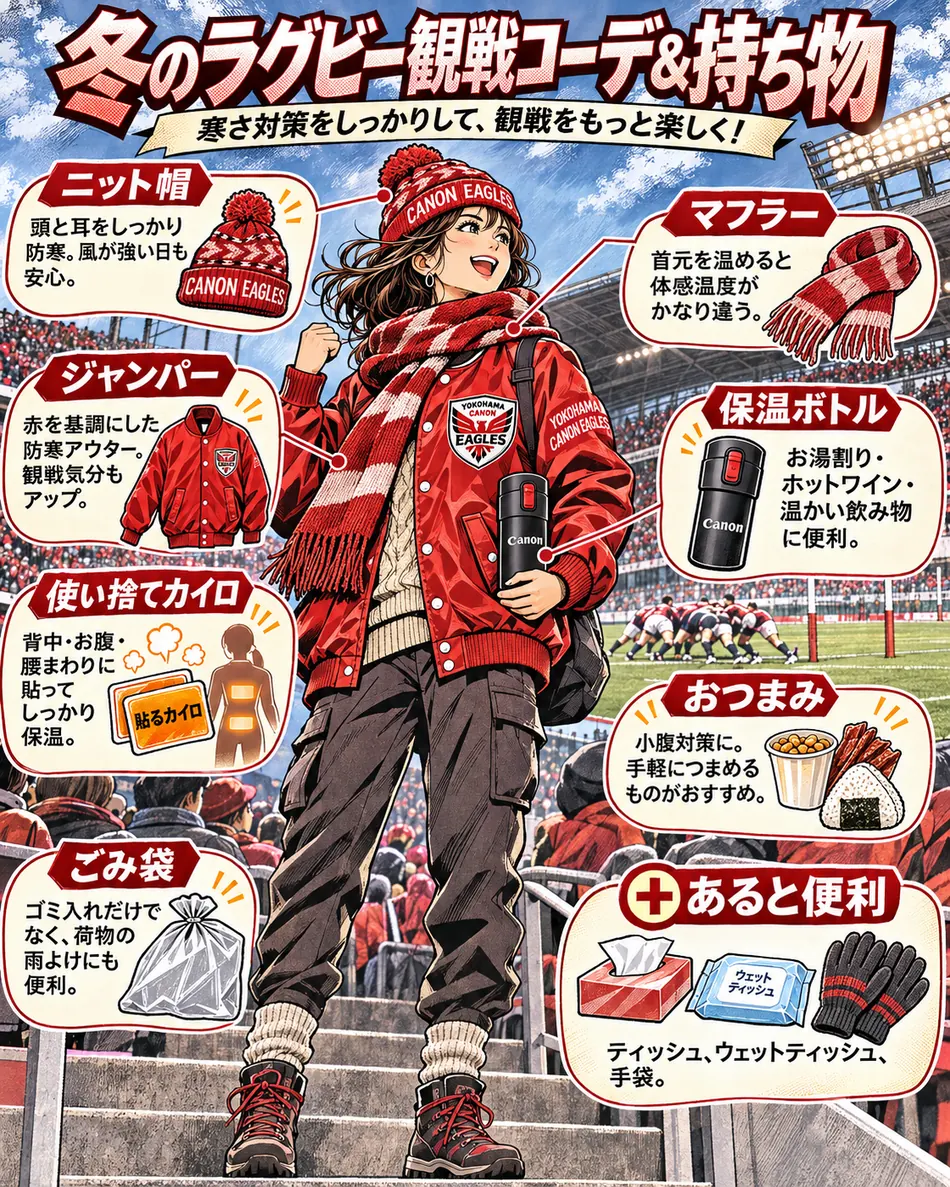 冬のラグビー観戦コーデ&持ち物
寒さ対策をしっかりして、観戦をもっと楽しく!
ニット帽
頭と耳をしっかり
防寒。風が強い日も
安心。
CANON EAGLES
CANON EAGLES
マフラー
首元を温めると
体感温度が
かなり違う。
ジャンパー
赤を基調にした
防寒アウター。
観戦気分も
アップ。
YOKOHAMA
CANON
EAGLES
YOKOHAMA
CANON EAGLES
Canon
保温ボトル
お湯割り・
ホットワイン・
温かい飲み物
に便利。
Canon
使い捨てカイロ
背中・お腹・
腰まわりに
貼って
しっかり
保温。
貼るカイロ
おつまみ
小腹対策に。
手軽につまめる
ものがおすすめ。
ごみ袋
ゴミ入れだけで
なく、荷物の
雨よけにも
便利。
+あると便利
ウェット
ティッシュ
ティッシュ、ウェットティッシュ、
手袋。